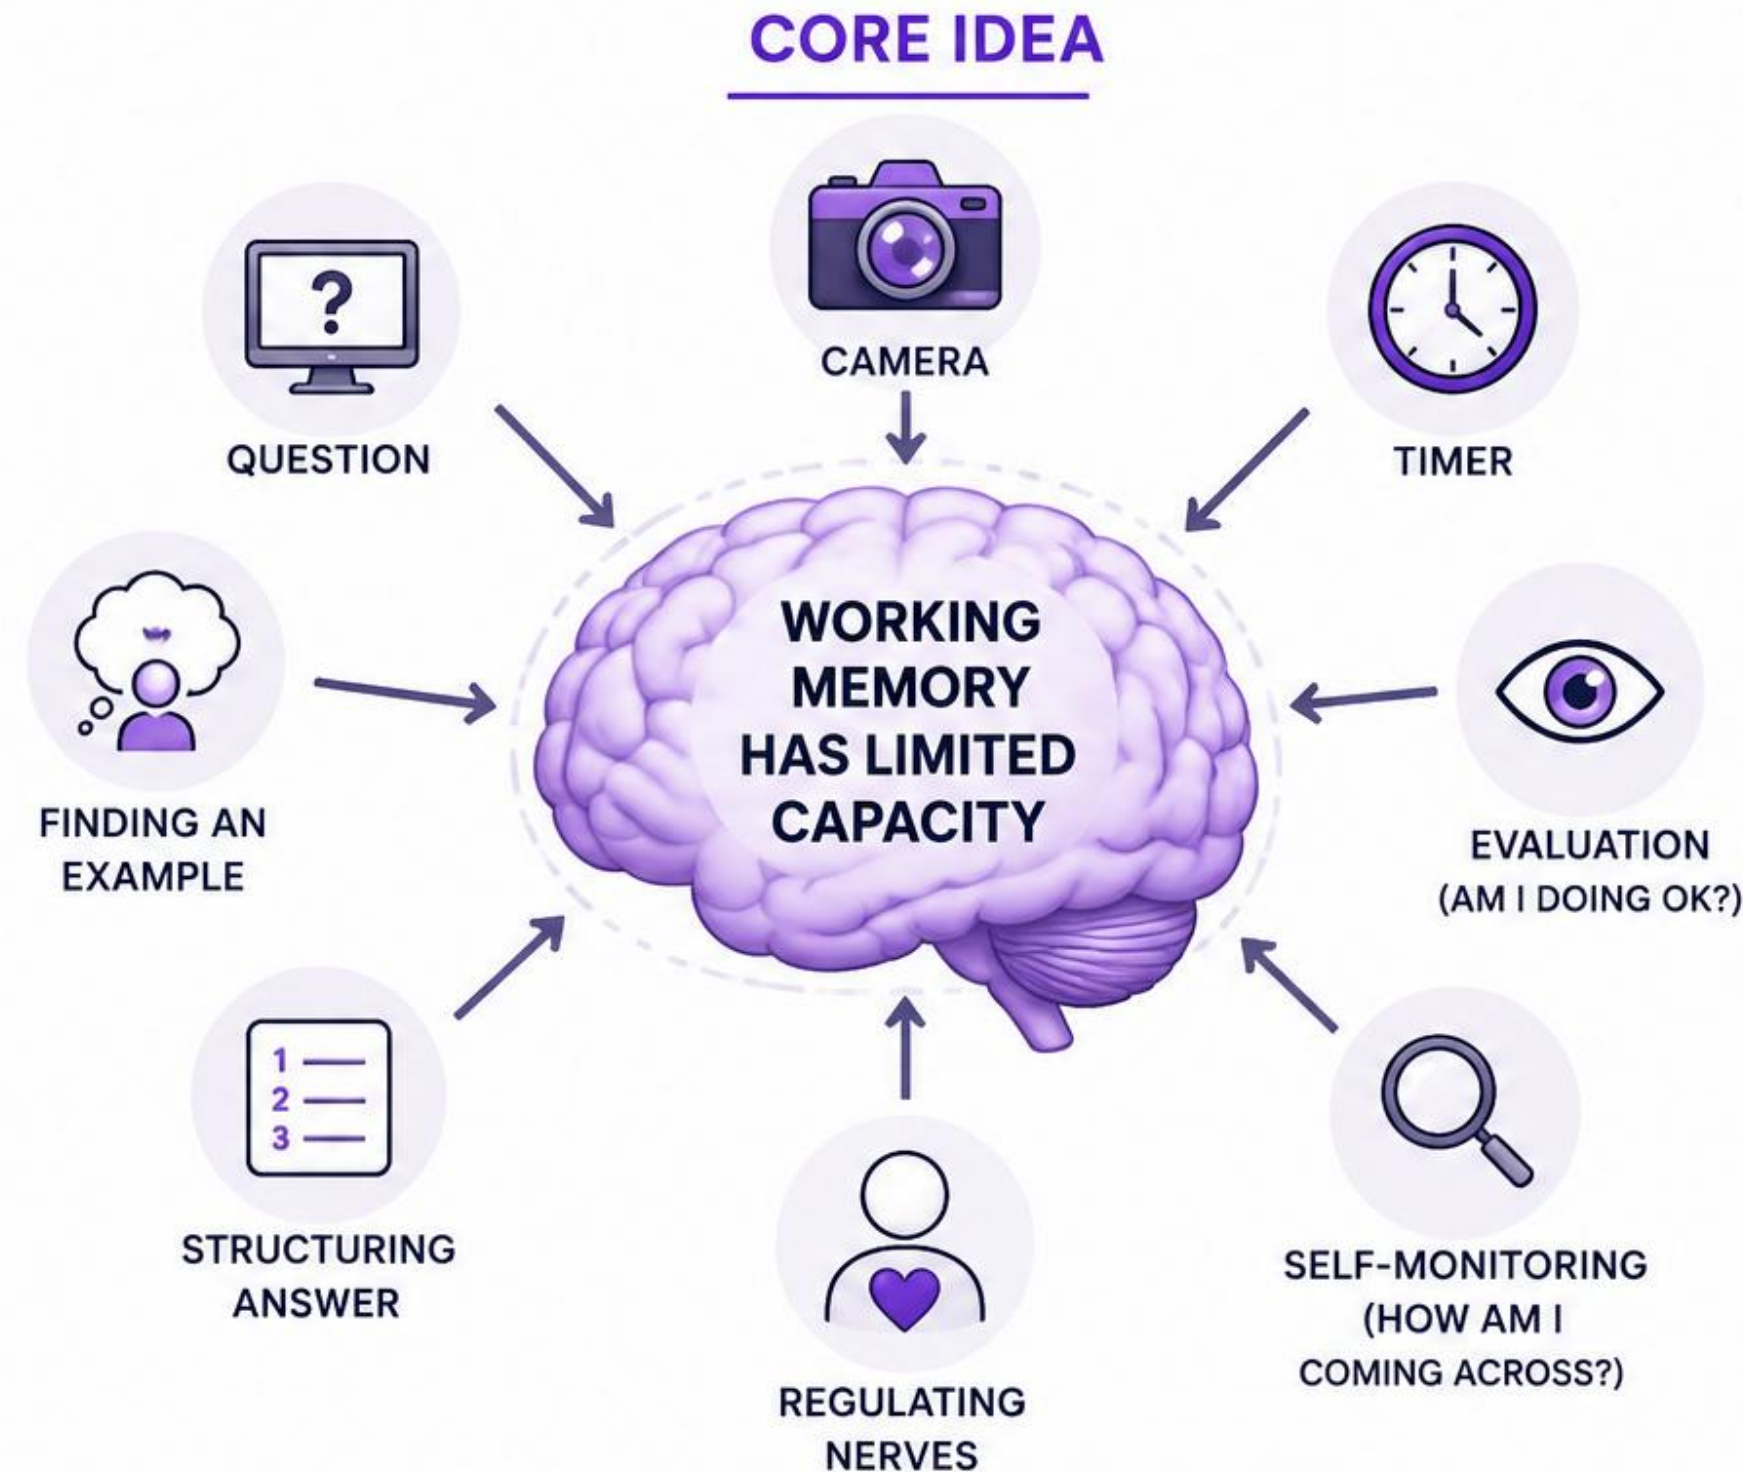 CORE IDEA
CAMERA
?
QUESTION
TIMER
WORKING
MEMORY
HAS LIMITED
CAPACITY
FINDING AN
EXAMPLE
EVALUATION
(AM I DOING OK?)
1
2
3
STRUCTURING
ANSWER
SELF-MONITORING
(HOW AM I
COMING ACROSS?)
REGULATING
NERVES